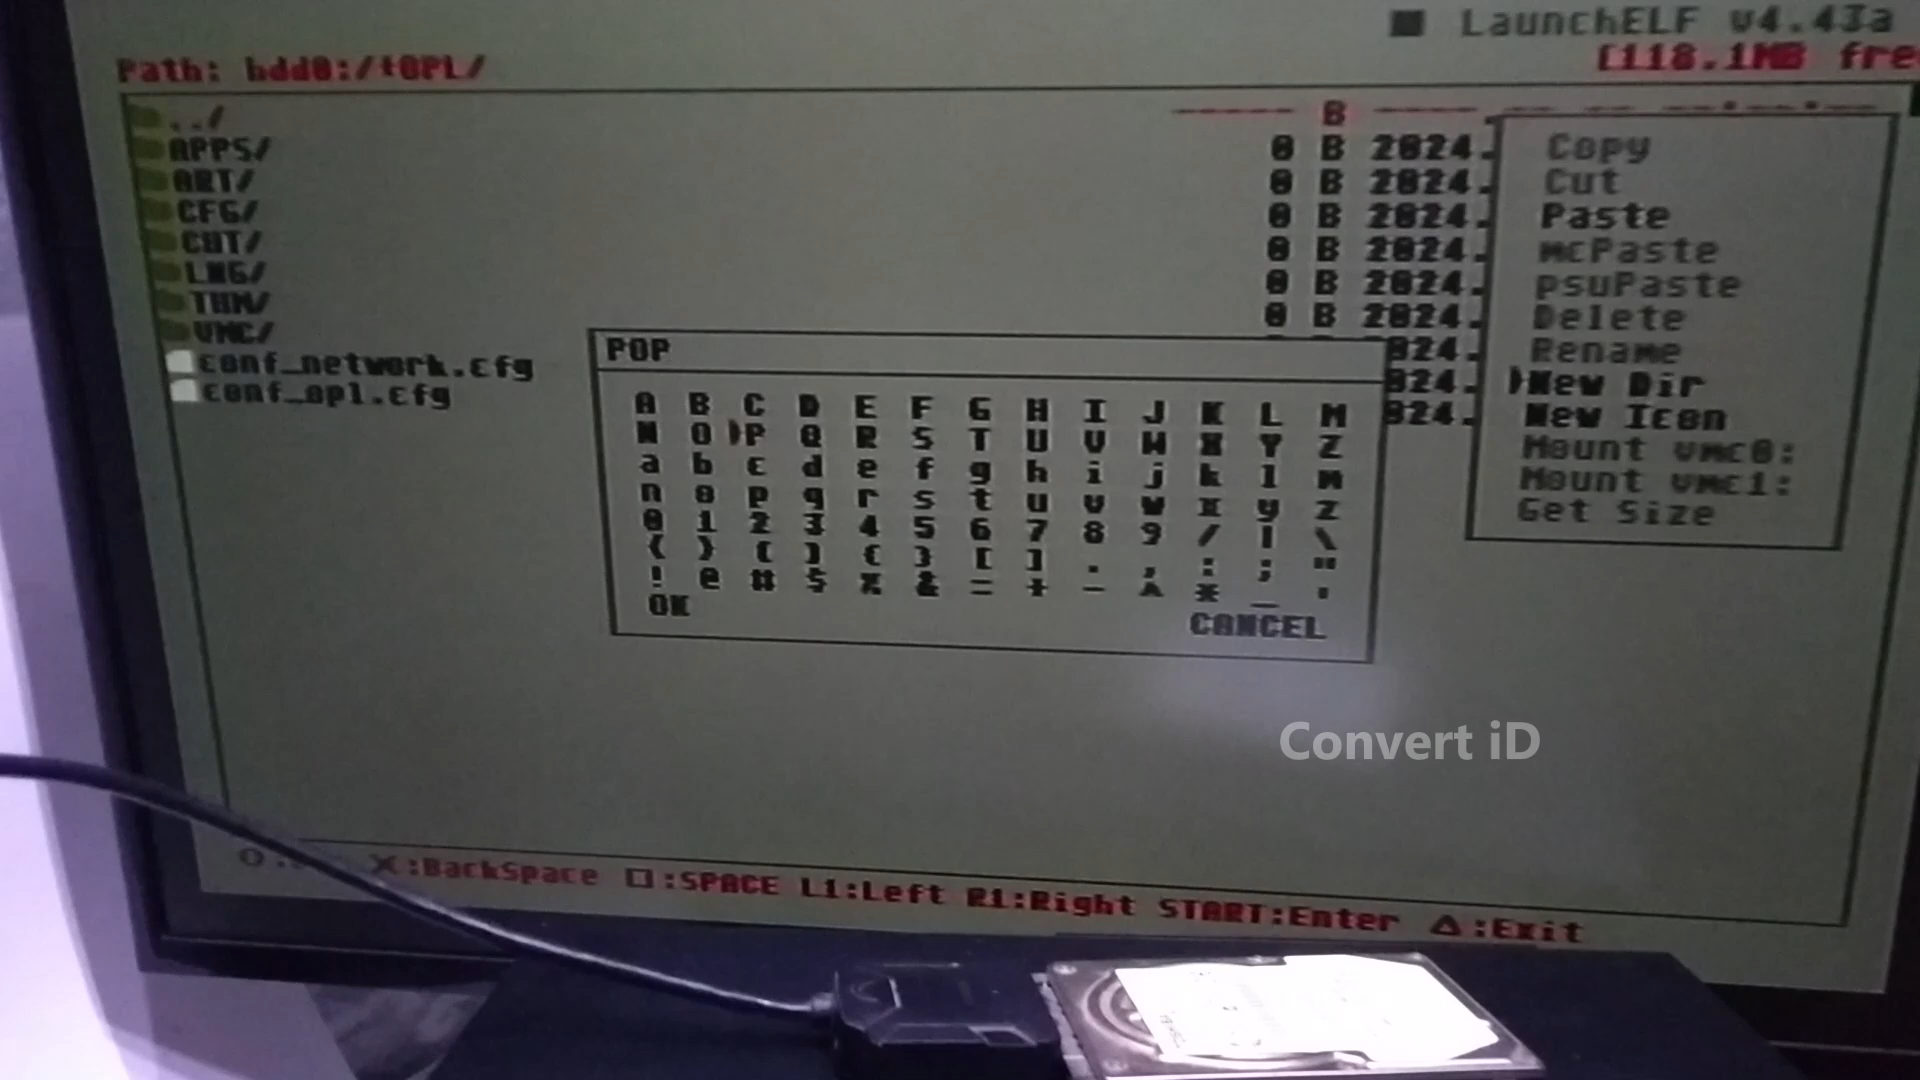 LaunchELF v4.43a
Path: hdd0:/+OPL/
[118.1MB fre
../
B
APPS/
0 B 2024.
ART/
0 B 2024.
CFG/
0 B 2024.
CHT/
0 B 2024.
LNG/
0 B 2024.
THM/
0 B 2024.
VMC/
conf_network.cfg
conf_opl.cfg
024.
024.
024.
Copy
Cut
Paste
mcPaste
psuPaste
Delete
Rename
New Dir
New Icon
Mount vmc0:
Mount vmc1:
Get Size
POP
A B C D E F G H I J K L M
N O P Q R S T U V W X Y Z
a b c d e f g h i j k l m
n o p q r s t u v w x y z
0 1 2 3 4 5 6 7 8 9 / | \
( ) [ ] { } [ ] . , : ; "
! @ # $ % & = + - ^ * _ '
OK
CANCEL
Convert iD
X:BackSpace □:SPACE L1:Left R1:Right START:Enter △:Exit